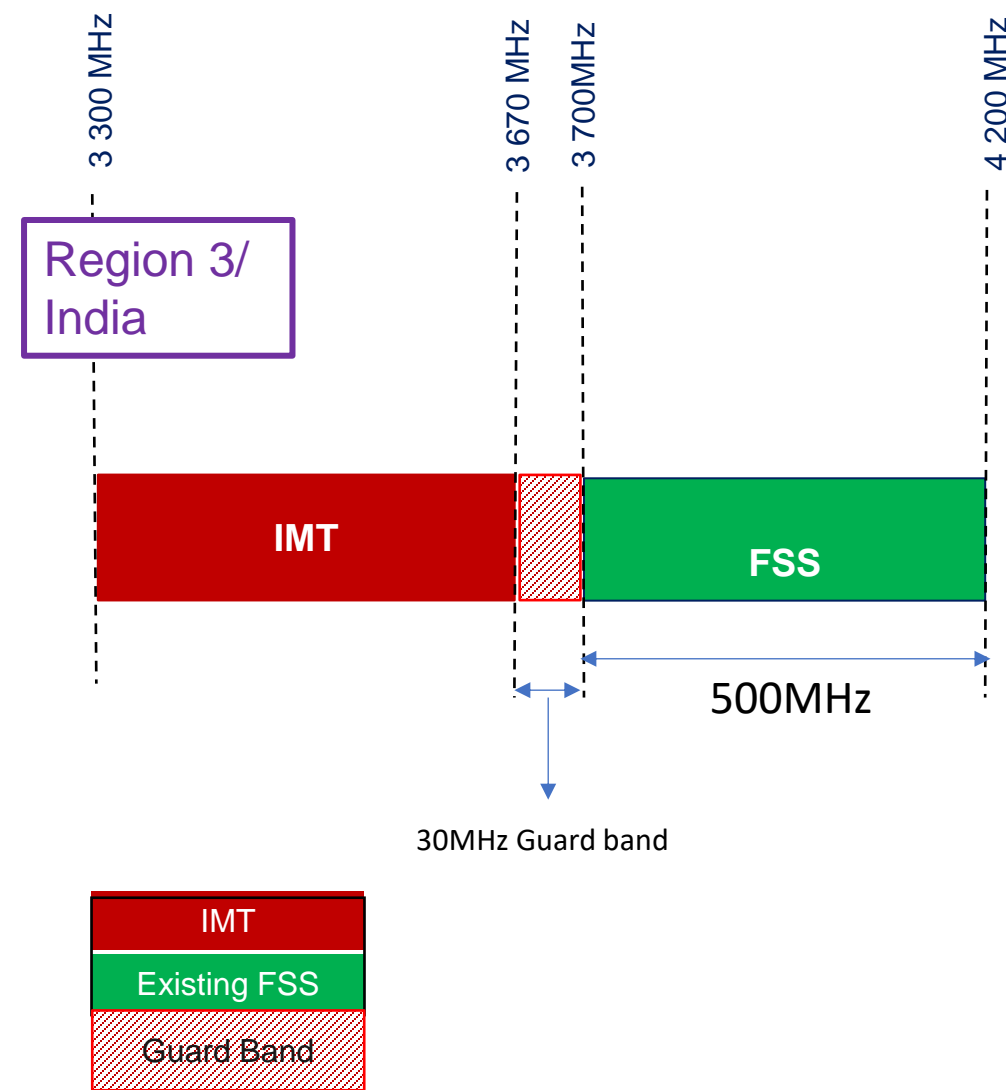 3 300 MHz
3 670 MHz
3 700MHz
4 200 MHz
Region 3/
India
IMT
FSS
500MHz
30MHz Guard band
IMT
Existing FSS
Guard Band